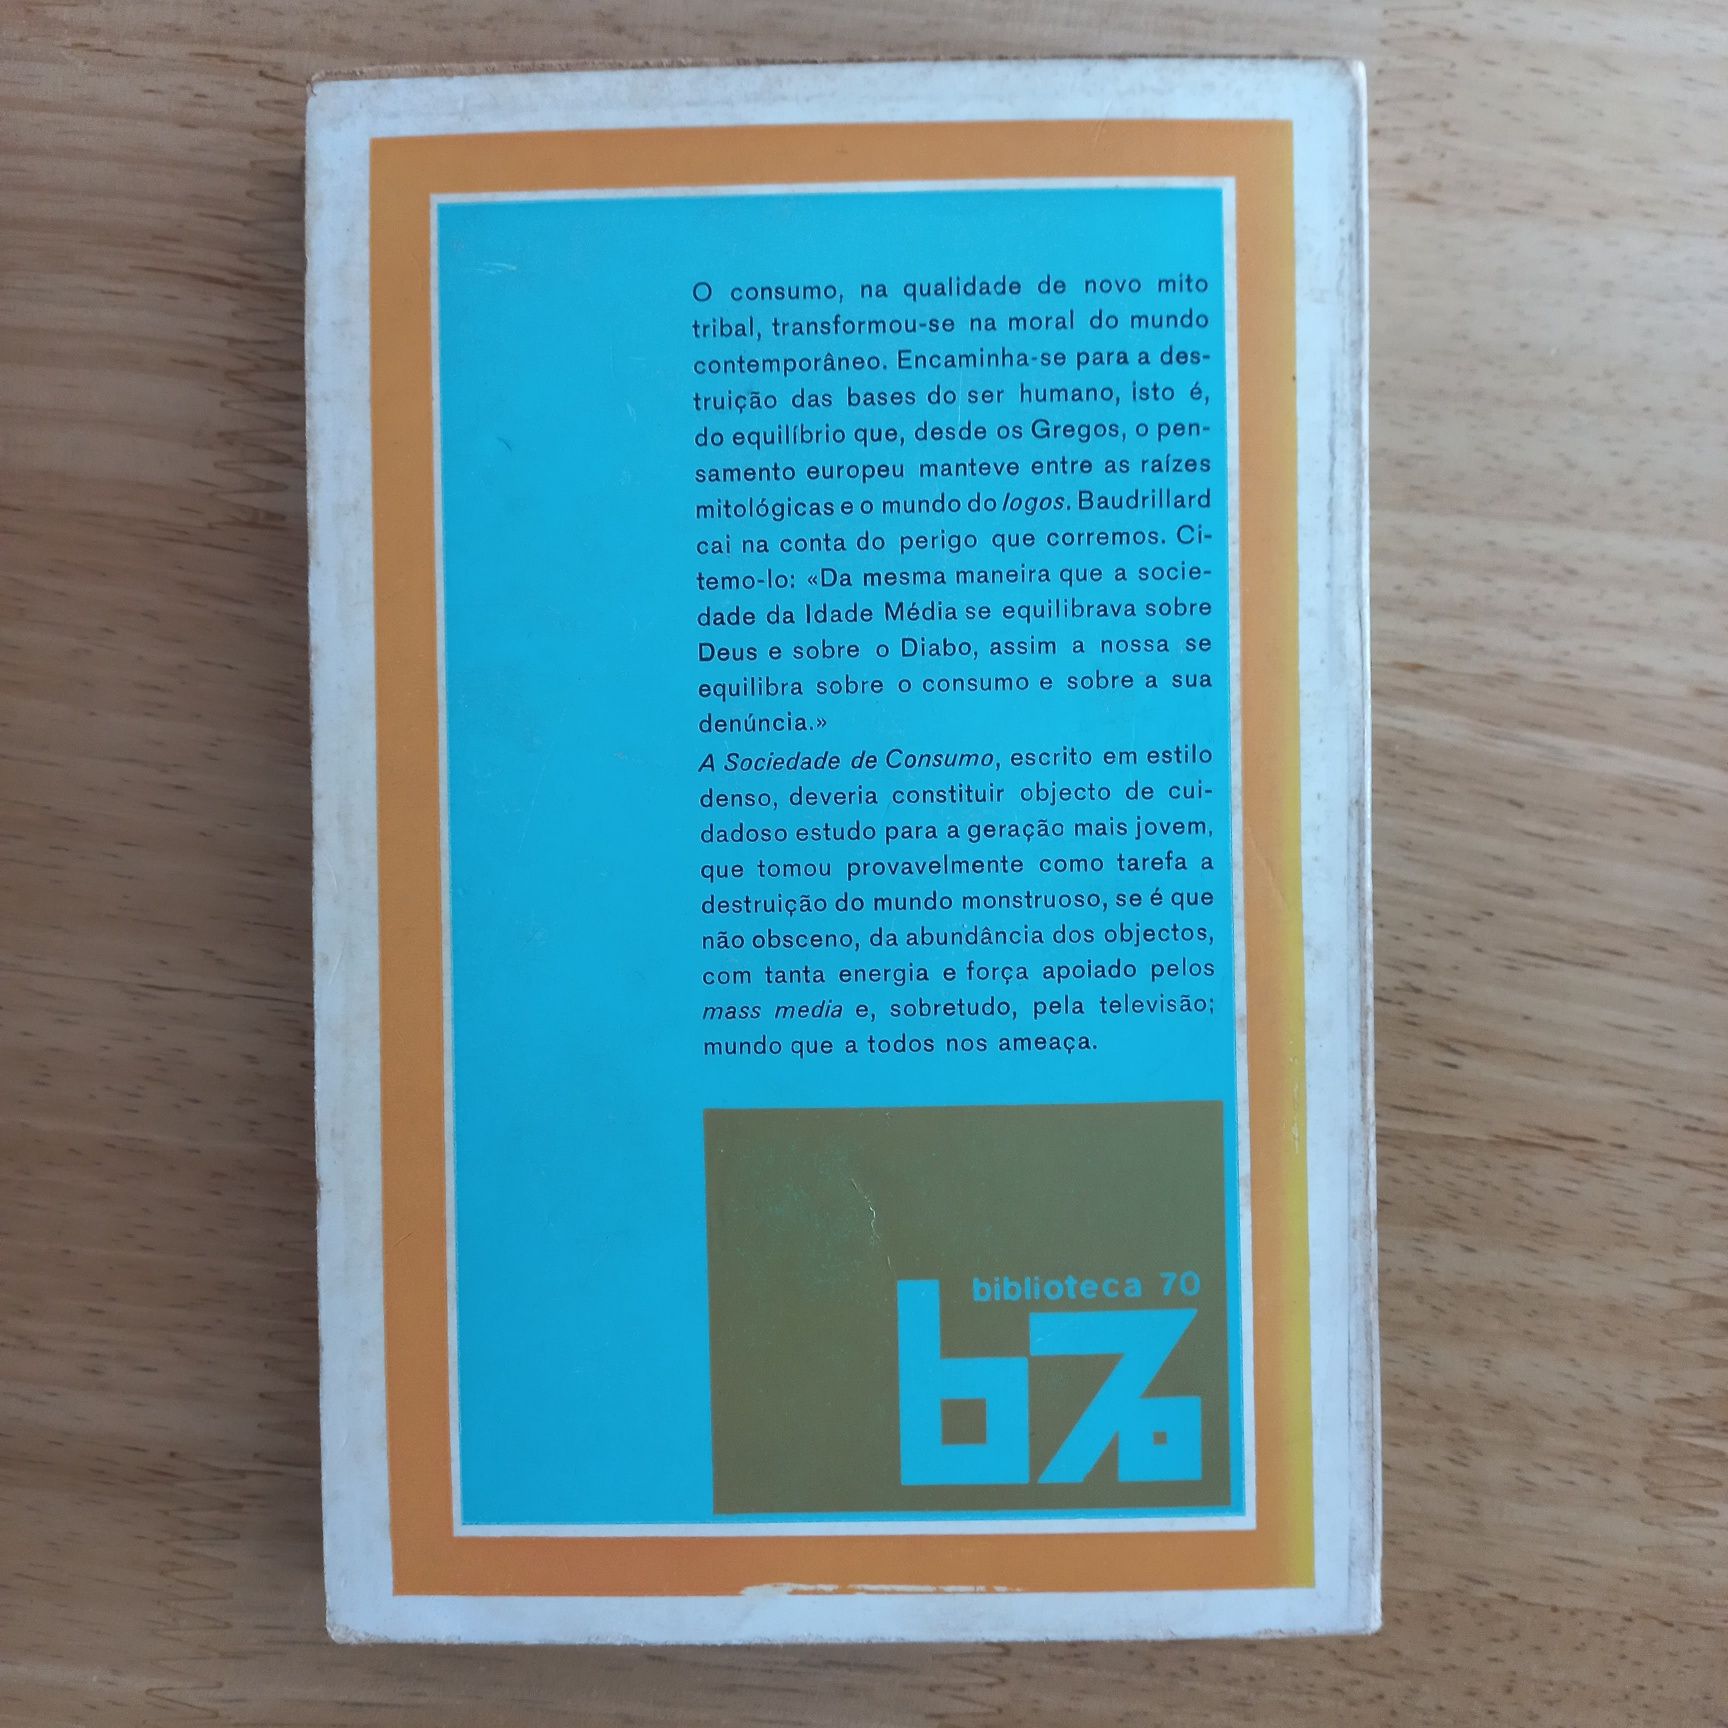 O consumo, na qualidade de novo mito
tribal, transformou-se na moral do mundo
contemporâneo. Encaminha-se para a des-
truição das bases do ser humano, isto é,
do equilíbrio que, desde os Gregos, o pen-
samento europeu manteve entre as raízes
mitológicas e o mundo do logos. Baudrillard
cai na conta do perigo que corremos. Ci-
temo-lo: «Da mesma maneira que a socie-
dade da Idade Média se equilibrava sobre
Deus e sobre o Diabo, assim a nossa se
equilibra sobre o consumo e sobre a sua
denúncia.»
A Sociedade de Consumo, escrito em estilo
denso, deveria constituir objecto de cui-
dadoso estudo para a geração mais jovem,
que tomou provavelmente como tarefa a
destruição do mundo monstruoso, se é que
não obsceno, da abundância dos objectos,
com tanta energia e força apoiado pelos
mass media e, sobretudo, pela televisão;
mundo que a todos nos ameaça.
biblioteca 70
b70